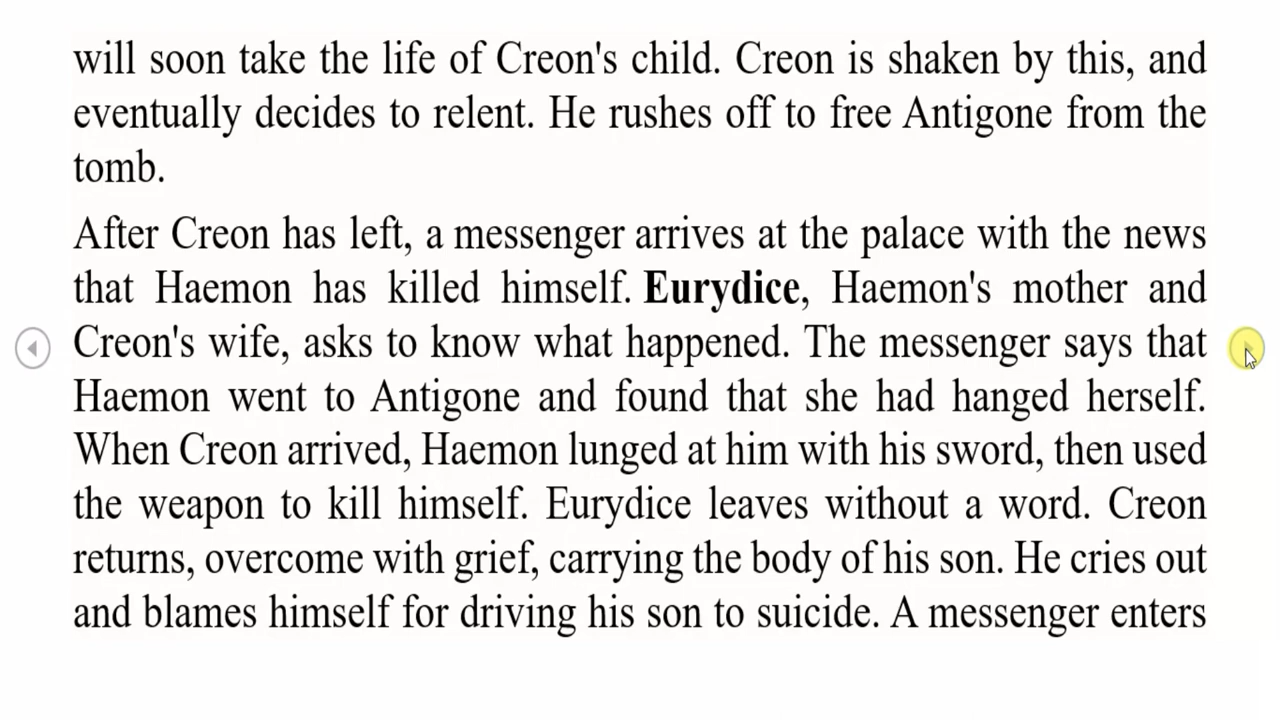 will soon take the life of Creon's child. Creon is shaken by this, and
eventually decides to relent. He rushes off to free Antigone from the
tomb.
After Creon has left, a messenger arrives at the palace with the news
that Haemon has killed himself. Eurydice, Haemon's mother and
Creon's wife, asks to know what happened. The messenger says that
Haemon went to Antigone and found that she had hanged herself.
When Creon arrived, Haemon lunged at him with his sword, then used
the weapon to kill himself. Eurydice leaves without a word. Creon
returns, overcome with grief, carrying the body of his son. He cries out
and blames himself for driving his son to suicide. A messenger enters